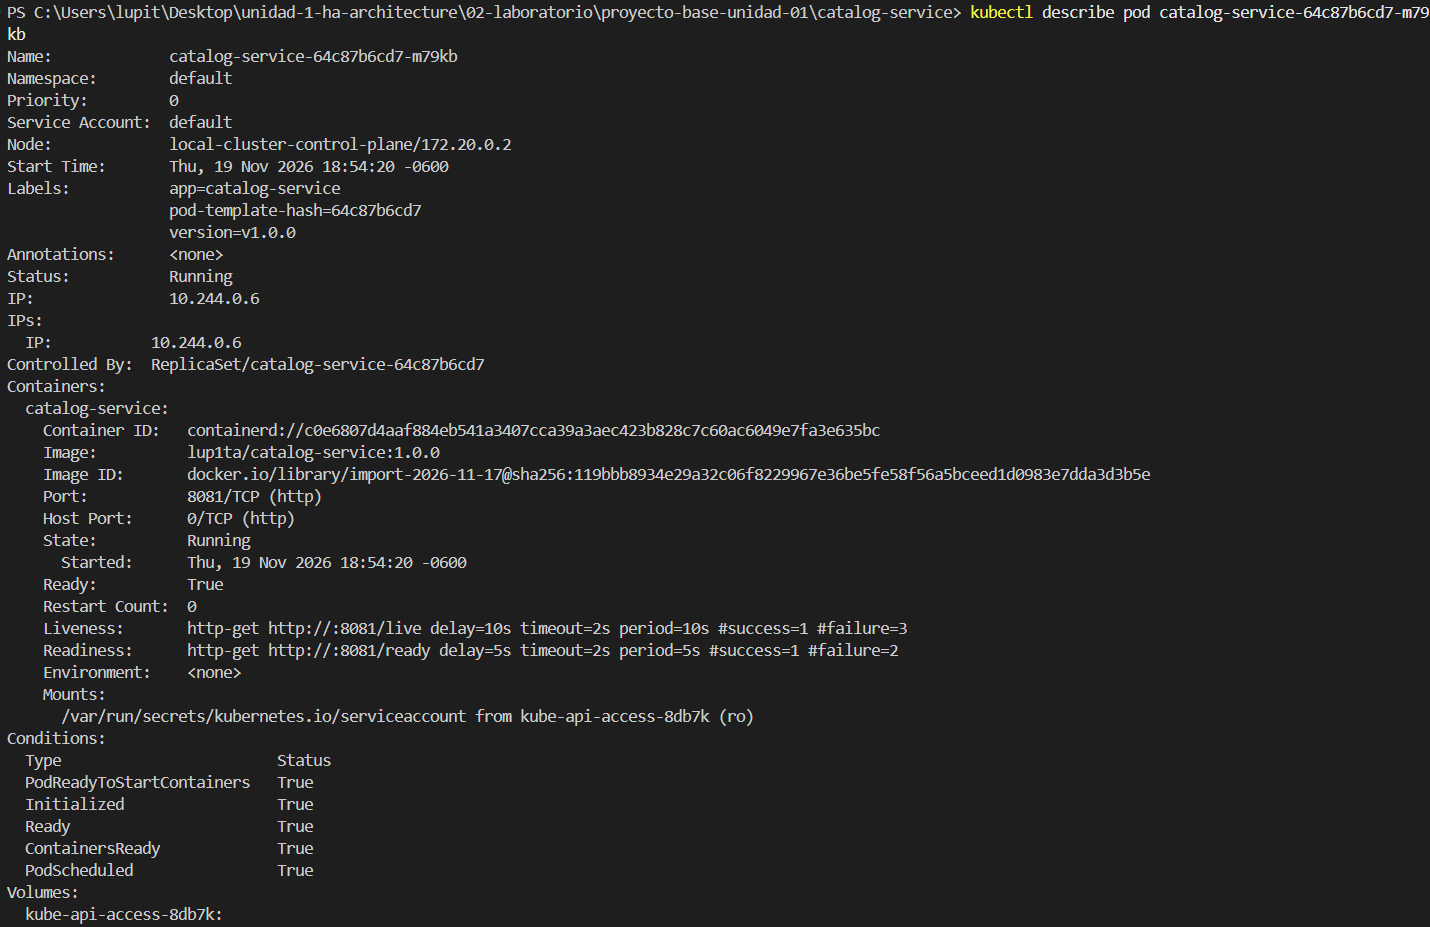 PS C:\Users\lupit\Desktop\unidad-1-ha-architecture\02-laboratorio\proyecto-base-unidad-01\catalog-service> kubectl describe pod catalog-service-64c87b6cd7-m79
kb
Name:             catalog-service-64c87b6cd7-m79kb
Namespace:        default
Priority:         0
Service Account:  default
Node:             local-cluster-control-plane/172.20.0.2
Start Time:       Thu, 19 Nov 2026 18:54:20 -0600
Labels:           app=catalog-service
                  pod-template-hash=64c87b6cd7
                  version=v1.0.0
Annotations:      <none>
Status:           Running
IP:               10.244.0.6
IPs:
  IP:           10.244.0.6
Controlled By:  ReplicaSet/catalog-service-64c87b6cd7
Containers:
  catalog-service:
    Container ID:   containerd://c0e6807d4aaf884eb541a3407cca39a3aec423b828c7c60ac6049e7fa3e635bc
    Image:          lup1ta/catalog-service:1.0.0
    Image ID:       docker.io/library/import-2026-11-17@sha256:119bbb8934e29a32c06f8229967e36be5fe58f56a5bceed1d0983e7dda3d3b5e
    Port:           8081/TCP (http)
    Host Port:      0/TCP (http)
    State:          Running
      Started:      Thu, 19 Nov 2026 18:54:20 -0600
    Ready:          True
    Restart Count:  0
    Liveness:       http-get http://:8081/live delay=10s timeout=2s period=10s #success=1 #failure=3
    Readiness:      http-get http://:8081/ready delay=5s timeout=2s period=5s #success=1 #failure=2
    Environment:    <none>
    Mounts:
      /var/run/secrets/kubernetes.io/serviceaccount from kube-api-access-8db7k (ro)
Conditions:
  Type                        Status
  PodReadyToStartContainers   True
  Initialized                 True
  Ready                       True
  ContainersReady             True
  PodScheduled                True
Volumes:
  kube-api-access-8db7k: